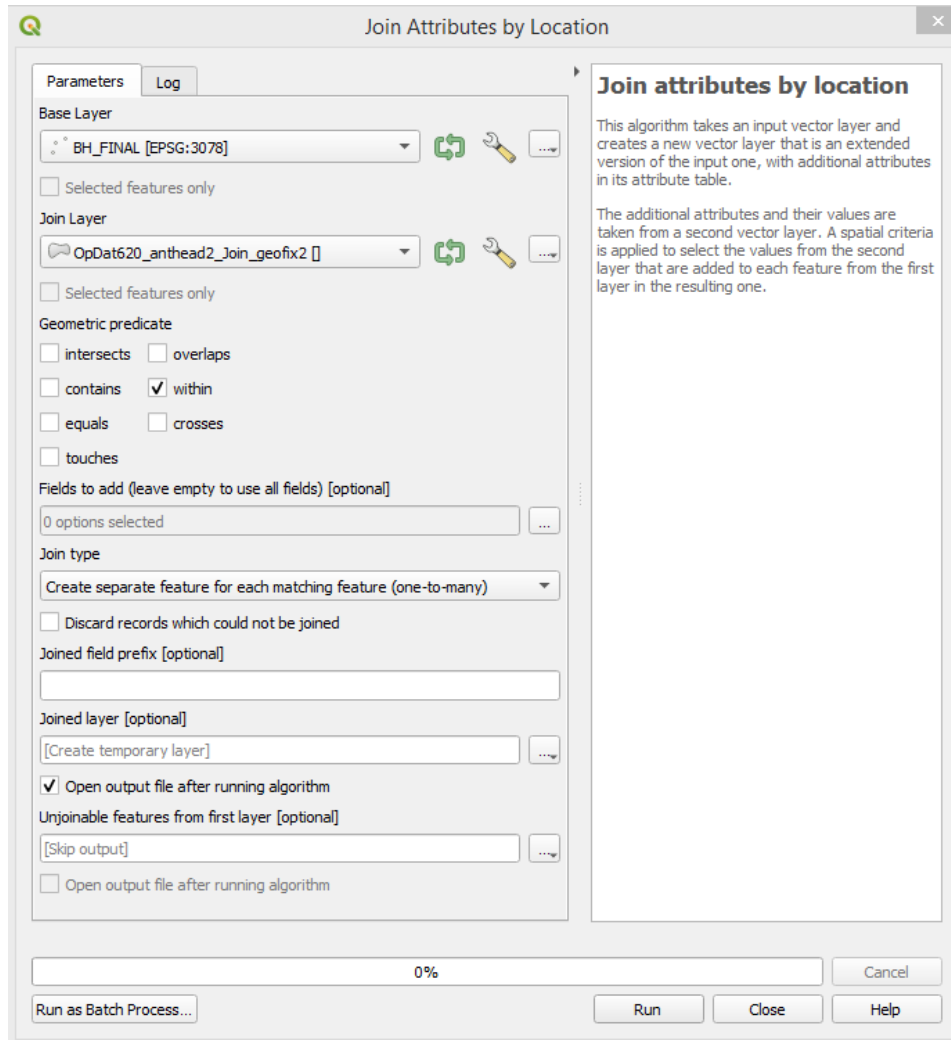 Join Attributes by Location
Parameters
Log
Base Layer
BH_FINAL [EPSG:3078]
...
Selected features only
Join Layer
OpDat620_anthead2_Join_geofix2 []
...
Selected features only
Geometric predicate
intersects
overlaps
contains
within
equals
crosses
touches
Fields to add (leave empty to use all fields) [optional]
0 options selected
...
Join type
Create separate feature for each matching feature (one-to-many)
Discard records which could not be joined
Joined field prefix [optional]
Joined layer [optional]
[Create temporary layer]
...
Open output file after running algorithm
Unjoinable features from first layer [optional]
[Skip output]
...
Open output file after running algorithm
Join attributes by location
This algorithm takes an input vector layer and
creates a new vector layer that is an extended
version of the input one, with additional attributes
in its attribute table.
The additional attributes and their values are
taken from a second vector layer. A spatial criteria
is applied to select the values from the second
layer that are added to each feature from the first
layer in the resulting one.
0%
Cancel
Run as Batch Process...
Run
Close
Help